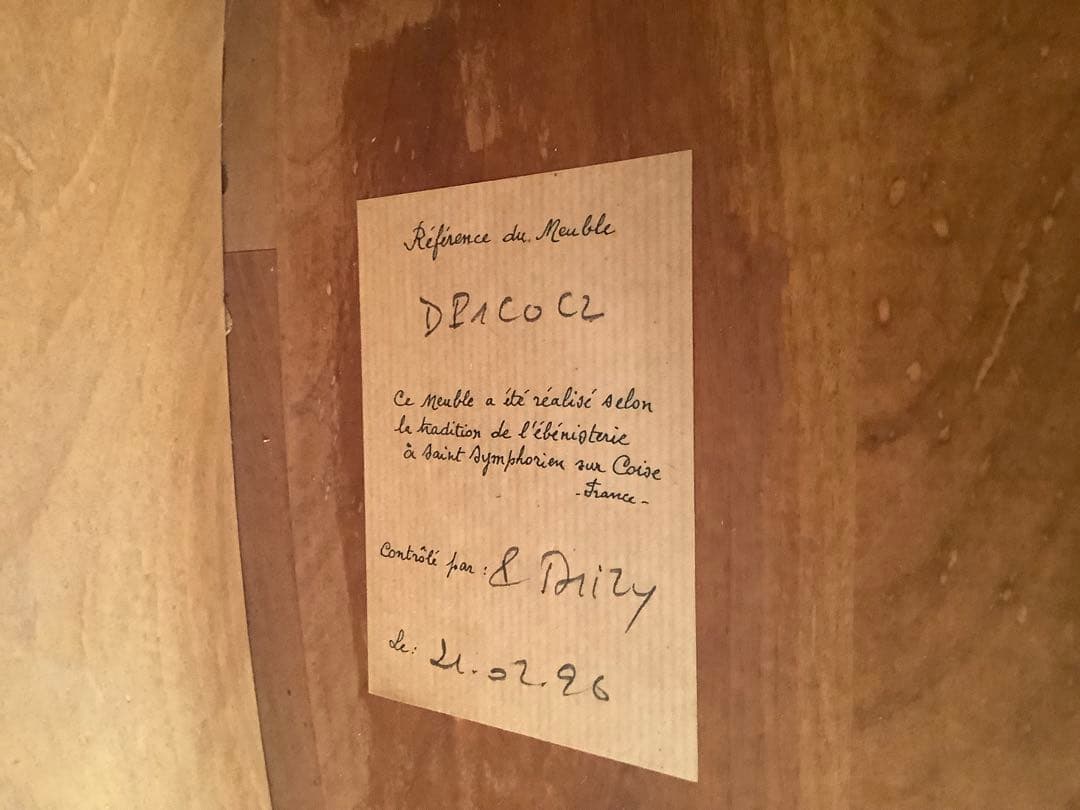 Référence du Meuble
Ce Meuble a été réalisé selon
la tradition de l'ébénisterie
à Saint Symphorien sur Coise
- France -
Contrôlé par :
Le : 21.02.96